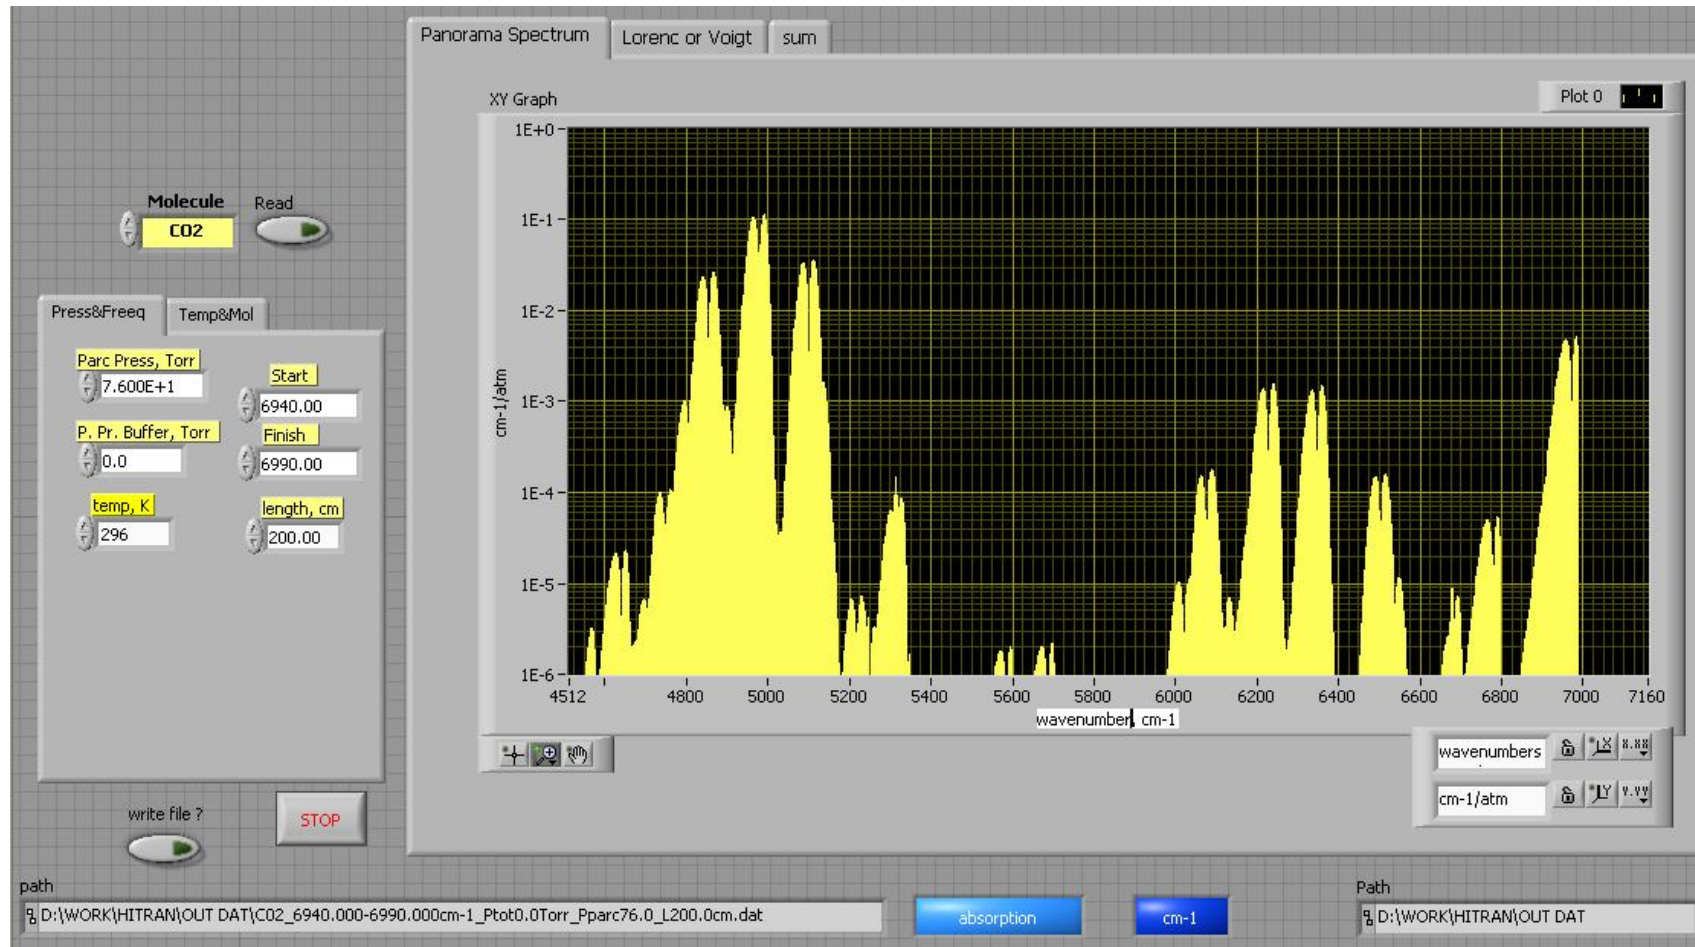 Panorama Spectrum
Lorenc or Voigt
sum
XY Graph
Plot 0
1E+0
1E-1
1E-2
1E-3
1E-4
1E-5
1E-6
cm-1/atm
4512
4800
5000
5200
5400
5600
5800
6000
6200
6400
6600
6800
7000
7160
wavenumber, cm-1
Molecule
CO2
Read
Press&Freeq
Temp&Mol
Parc Press, Torr
7.600E+1
Start
6940.00
P. Pr. Buffer, Torr
0.0
Finish
6990.00
temp, K
296
length, cm
200.00
wavenumbers
X
X.XX
cm-1/atm
Y
Y.YY
write file ?
STOP
path
D:\WORK\HITRAN\OUT DAT\CO2_6940.000-6990.000cm-1_Ptot0.0Torr_Pparc76.0_L200.0cm.dat
absorption
cm-1
Path
D:\WORK\HITRAN\OUT DAT